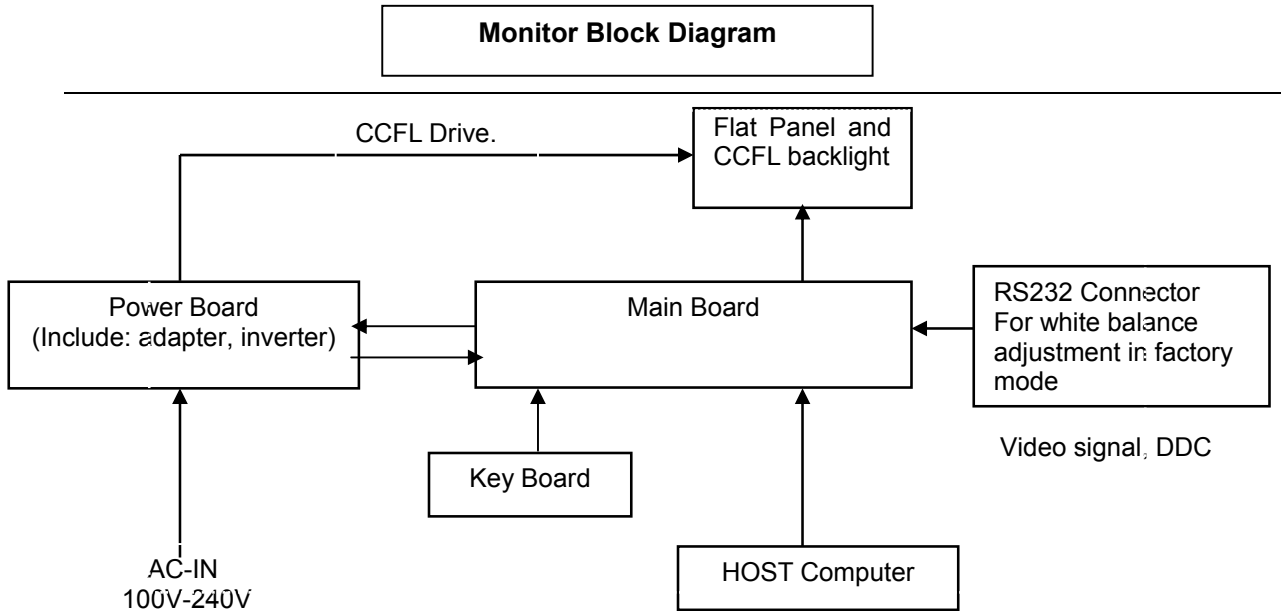 Monitor Block Diagram
CCFL Drive.
Flat Panel and
CCFL backlight
Power Board
(Include: adapter, inverter)
Main Board
RS232 Connector
For white balance
adjustment in factory
mode
Video signal, DDC
Key Board
HOST Computer
AC-IN
100V-240V